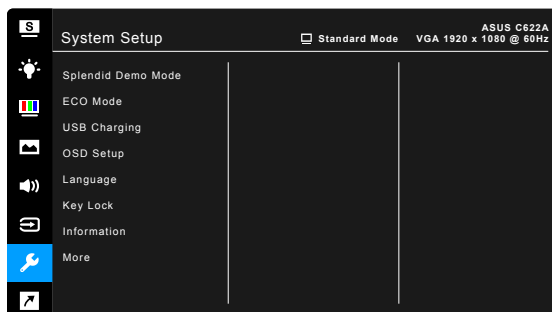 S
ASUS C622A
System Setup
Standard Mode
VGA 1920 x 1080 @ 60Hz
Splendid Demo Mode
ECO Mode
USB Charging
OSD Setup
Language
Key Lock
Information
More